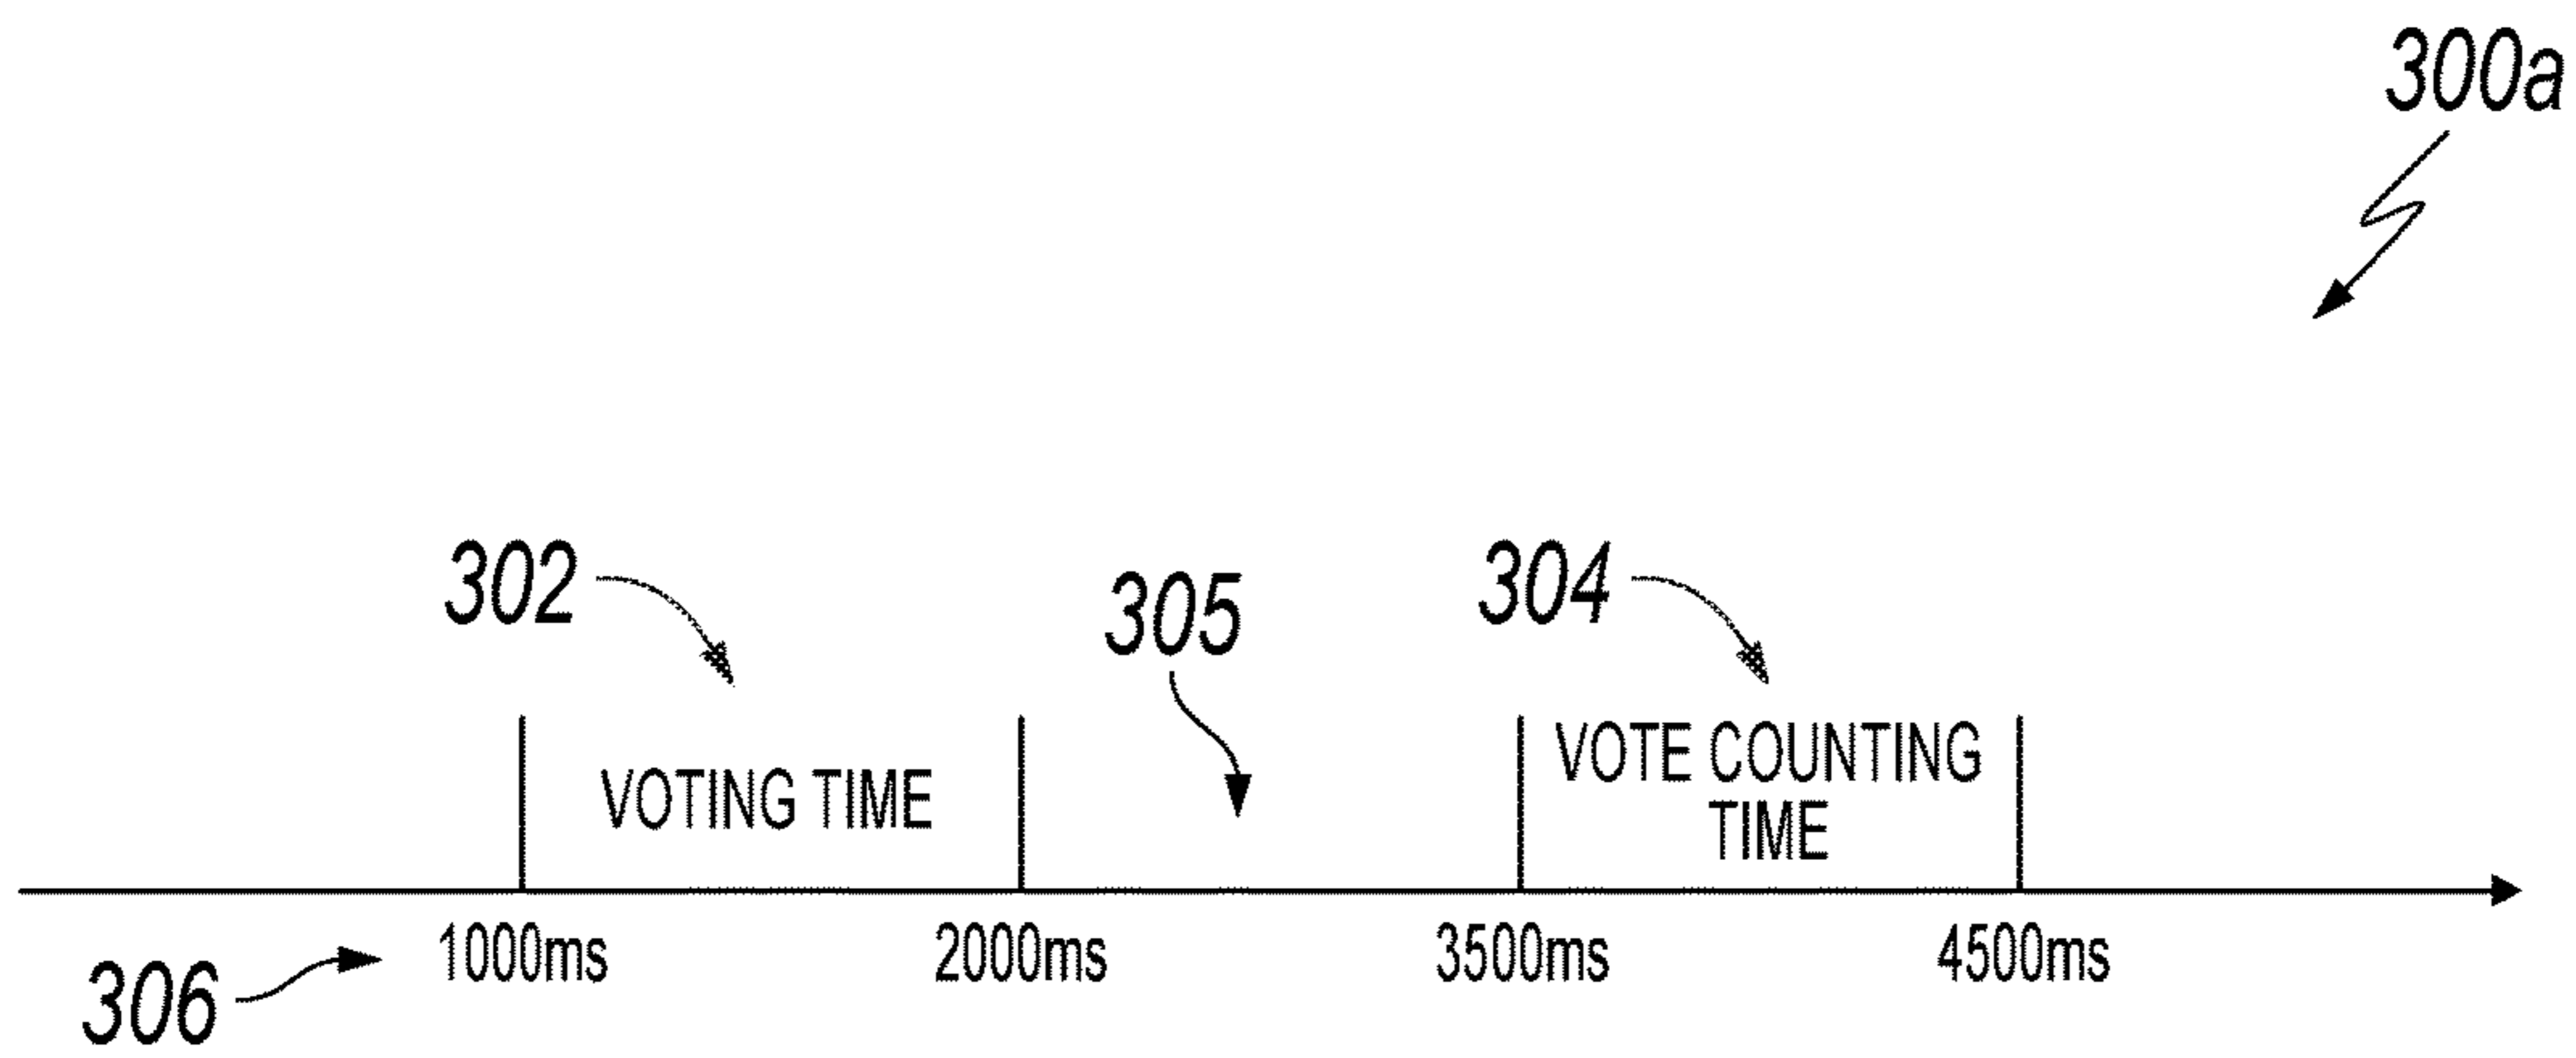 300a
302
305
304
VOTING TIME
VOTE COUNTING
TIME
306
1000ms
2000ms
3500ms
4500ms